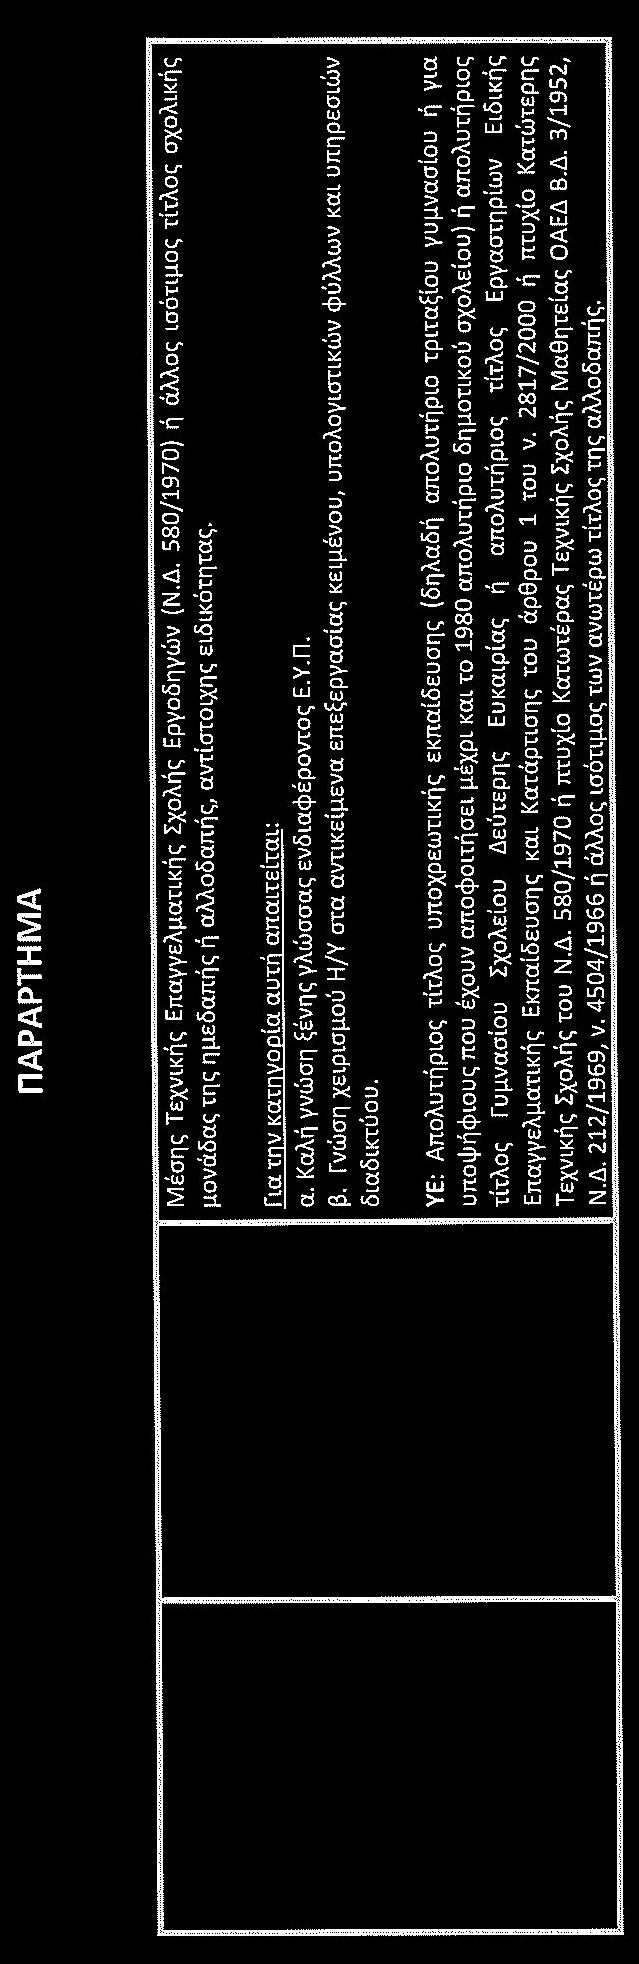 ΠΑΡΑΡΤΗΜΑ
Μέσης Τεχνικής Επαγγελματικής Σχολής Εργοδηγών (Ν.Δ. 580/1970) ή άλλος ισότιμος τίτλος σχολικής
μονάδας της ημεδαπής ή αλλοδαπής, αντίστοιχης ειδικότητας.
Για την κατηγορία αυτή απαιτείται:
α. Καλή γνώση ξένης γλώσσας ενδιαφέροντος Ε.Υ.Π.
β. Γνώση χειρισμού Η/Υ στα αντικείμενα επεξεργασίας κειμένου, υπολογιστικών φύλλων και υπηρεσιών
διαδικτύου.
ΥΕ: Απολυτήριος τίτλος υποχρεωτικής εκπαίδευσης (δηλαδή απολυτήριο τριταξίου γυμνασίου ή για
υποψήφιους που έχουν αποφοιτήσει μέχρι και το 1980 απολυτήριο δημοτικού σχολείου) ή απολυτήριος
τίτλος Γυμνασίου Σχολείου Δεύτερης Ευκαιρίας ή απολυτήριος τίτλος Εργαστηρίων Ειδικής
Επαγγελματικής Εκπαίδευσης και Κατάρτισης του άρθρου 1 του ν. 2817/2000 ή πτυχίο Κατώτερης
Τεχνικής Σχολής του Ν.Δ. 580/1970 ή πτυχίο Κατωτέρας Τεχνικής Σχολής Μαθητείας ΟΑΕΔ Β.Δ. 3/1952,
Ν.Δ. 212/1969, ν. 4504/1966 ή άλλος ισότιμος των ανωτέρω τίτλος της αλλοδαπής.